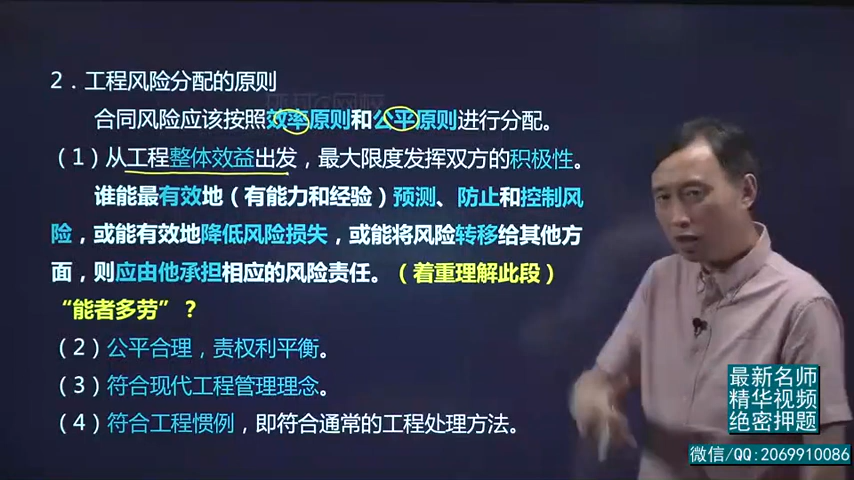 2．工程风险分配的原则
合同风险应该按照效率原则和公平原则进行分配。
（1）从工程整体效益出发，最大限度发挥双方的积极性。
谁能最有效地（有能力和经验）预测、防止和控制风
险，或能有效地降低风险损失，或能将风险转移给其他方
面，则应由他承担相应的风险责任。（着重理解此段）
“能者多劳”？
（2）公平合理，责权利平衡。
（3）符合现代工程管理理念。
（4）符合工程惯例，即符合通常的工程处理方法。
最新名师
精华视频
绝密押题
微信/QQ:2069910086